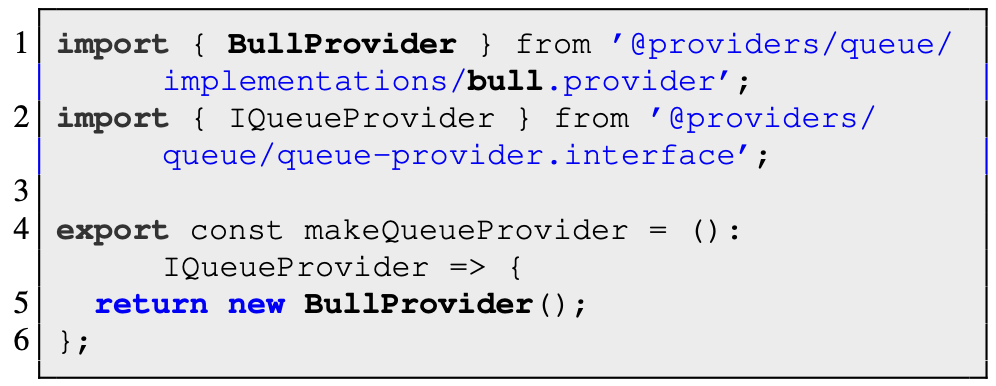 1 import { BullProvider } from '@providers/queue/
implementations/bull.provider';
2 import { IQueueProvider } from '@providers/
queue/queue-provider.interface';
3
4 export const makeQueueProvider = ():
IQueueProvider => {
5 return new BullProvider();
6 };